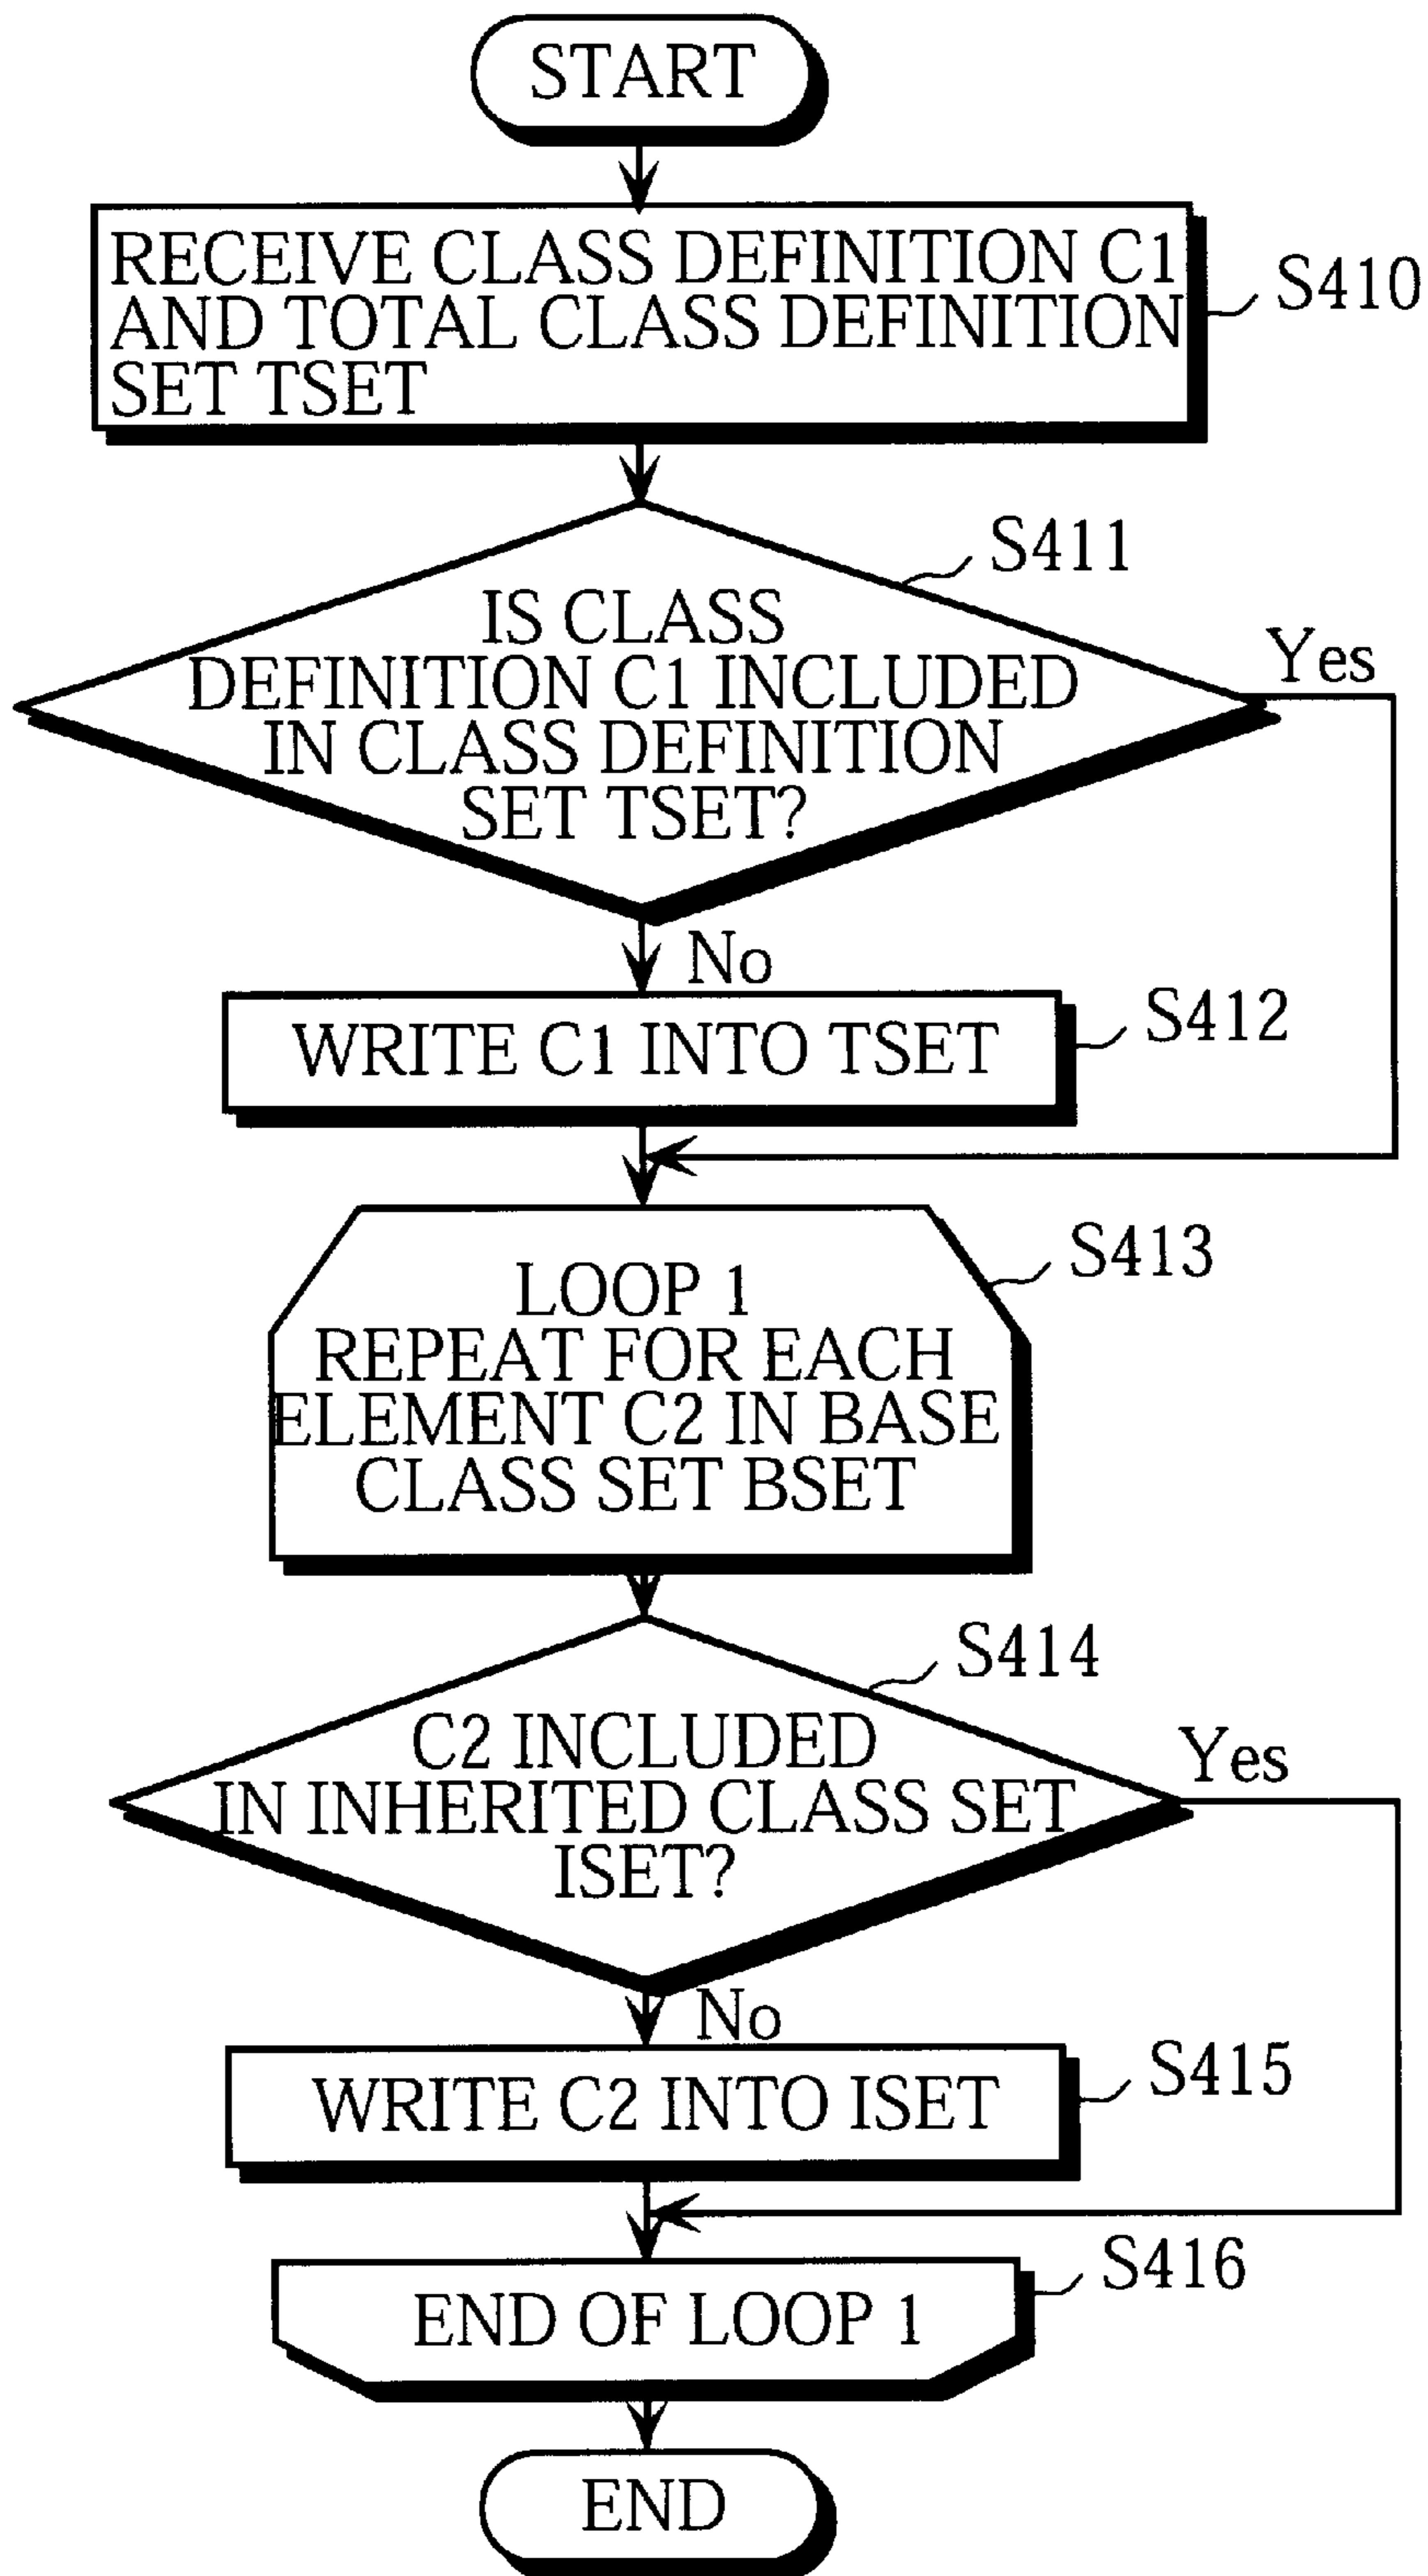 START
RECEIVE CLASS DEFINITION C1
AND TOTAL CLASS DEFINITION
SET TSET
S410
S411
IS CLASS
DEFINITION C1 INCLUDED
IN CLASS DEFINITION
SET TSET?
Yes
No
WRITE C1 INTO TSET
S412
LOOP 1
REPEAT FOR EACH
ELEMENT C2 IN BASE
CLASS SET BSET
S413
S414
C2 INCLUDED
IN INHERITED CLASS SET
ISET?
Yes
No
WRITE C2 INTO ISET
S415
END OF LOOP 1
S416
END